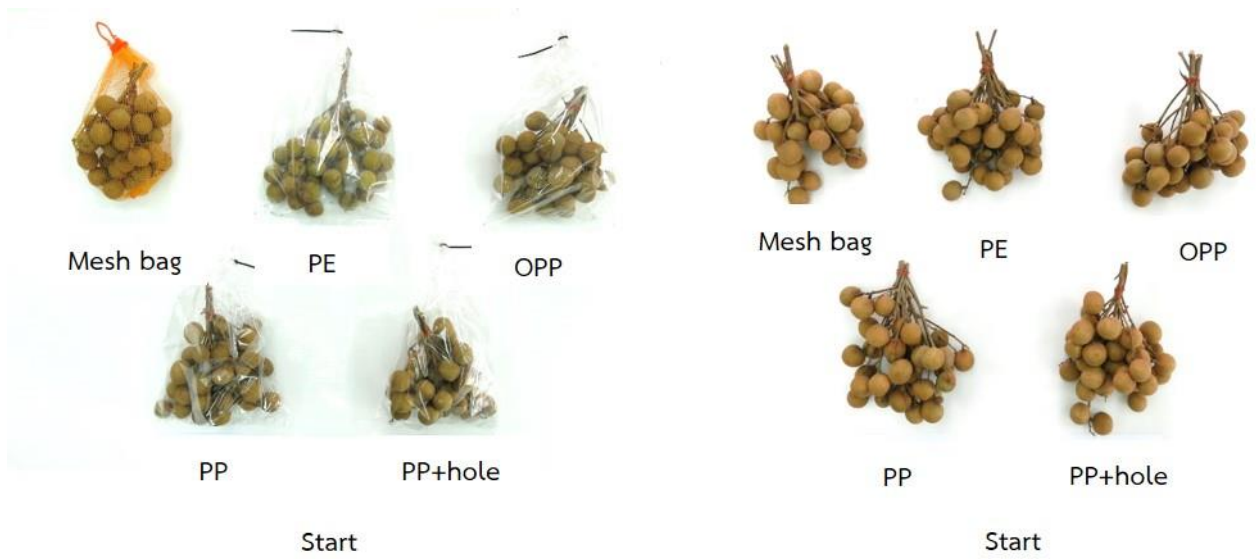 Mesh bag
PE
OPP
PP
PP+hole
Start
Mesh bag
PE
OPP
PP
PP+hole
Start